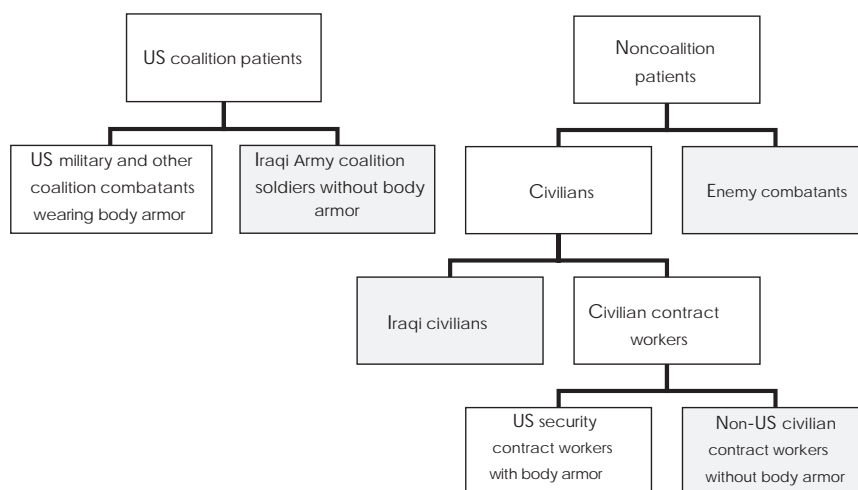 US coalition patients
Noncoalition
patients
US military and other
coalition combatants
wearing body armor
Iraqi Army coalition
soldiers without body
armor
Civilians
Enemy combatants
Iraqi civilians
Civilian contract
workers
US security
contract workers
with body armor
Non-US civilian
contract workers
without body armor